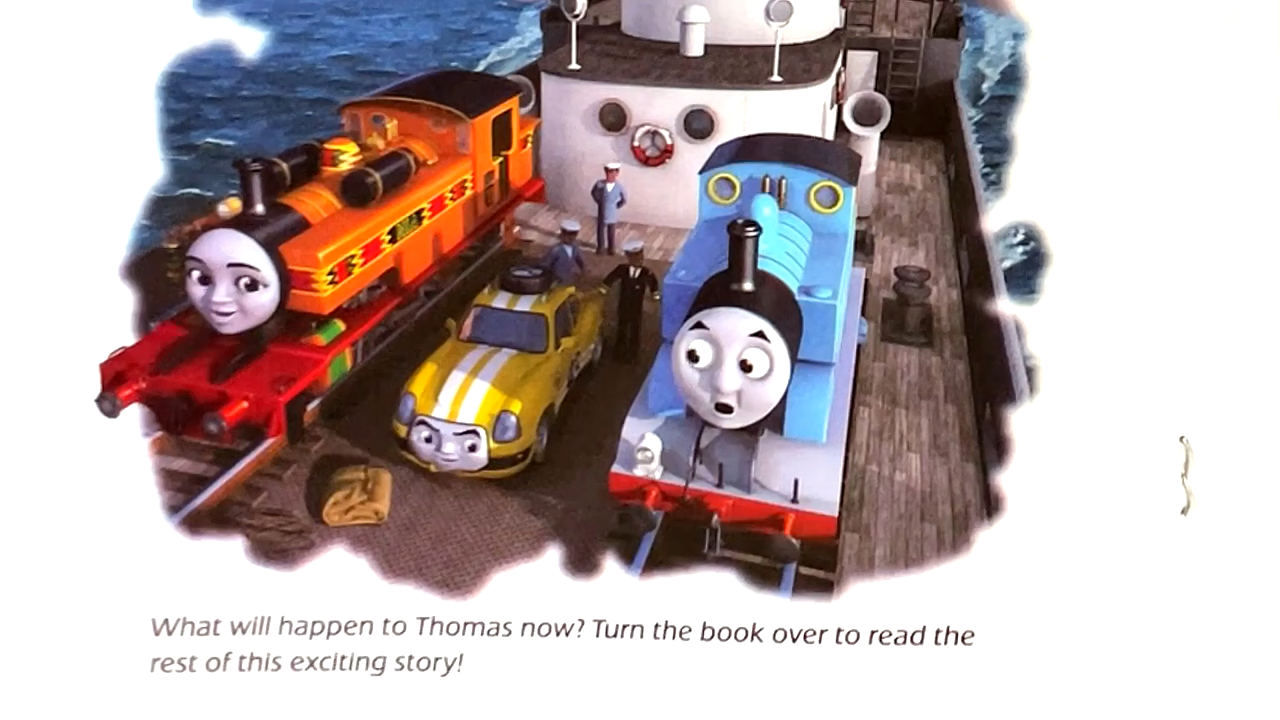 What will happen to Thomas now? Turn the book over to read the
rest of this exciting story!